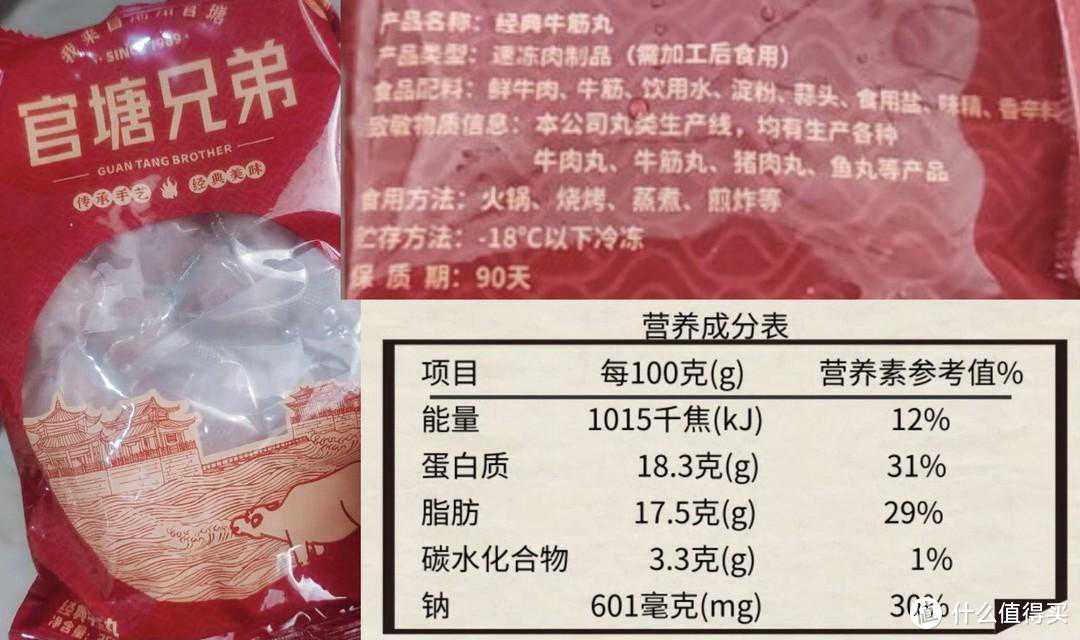 SINCE 1989
官塘兄弟
GUAN TANG BROTHER
传承手艺 经典美味
产品名称：经典牛筋丸
产品类型：速冻肉制品（需加工后食用）
食品配料：鲜牛肉、牛筋、饮用水、淀粉、蒜头、食用盐、味精、香辛料
致敏物质信息：本公司丸类生产线，均有生产各种
牛肉丸、牛筋丸、猪肉丸、鱼丸等产品
食用方法：火锅、烧烤、蒸煮、煎炸等
贮存方法：-18℃以下冷冻
保 质 期：90天
营养成分表
项目 每100克(g) 营养素参考值%
能量 1015千焦(kJ) 12%
蛋白质 18.3克(g) 31%
脂肪 17.5克(g) 29%
碳水化合物 3.3克(g) 1%
钠 601毫克(mg) 30%
值 什么值得买